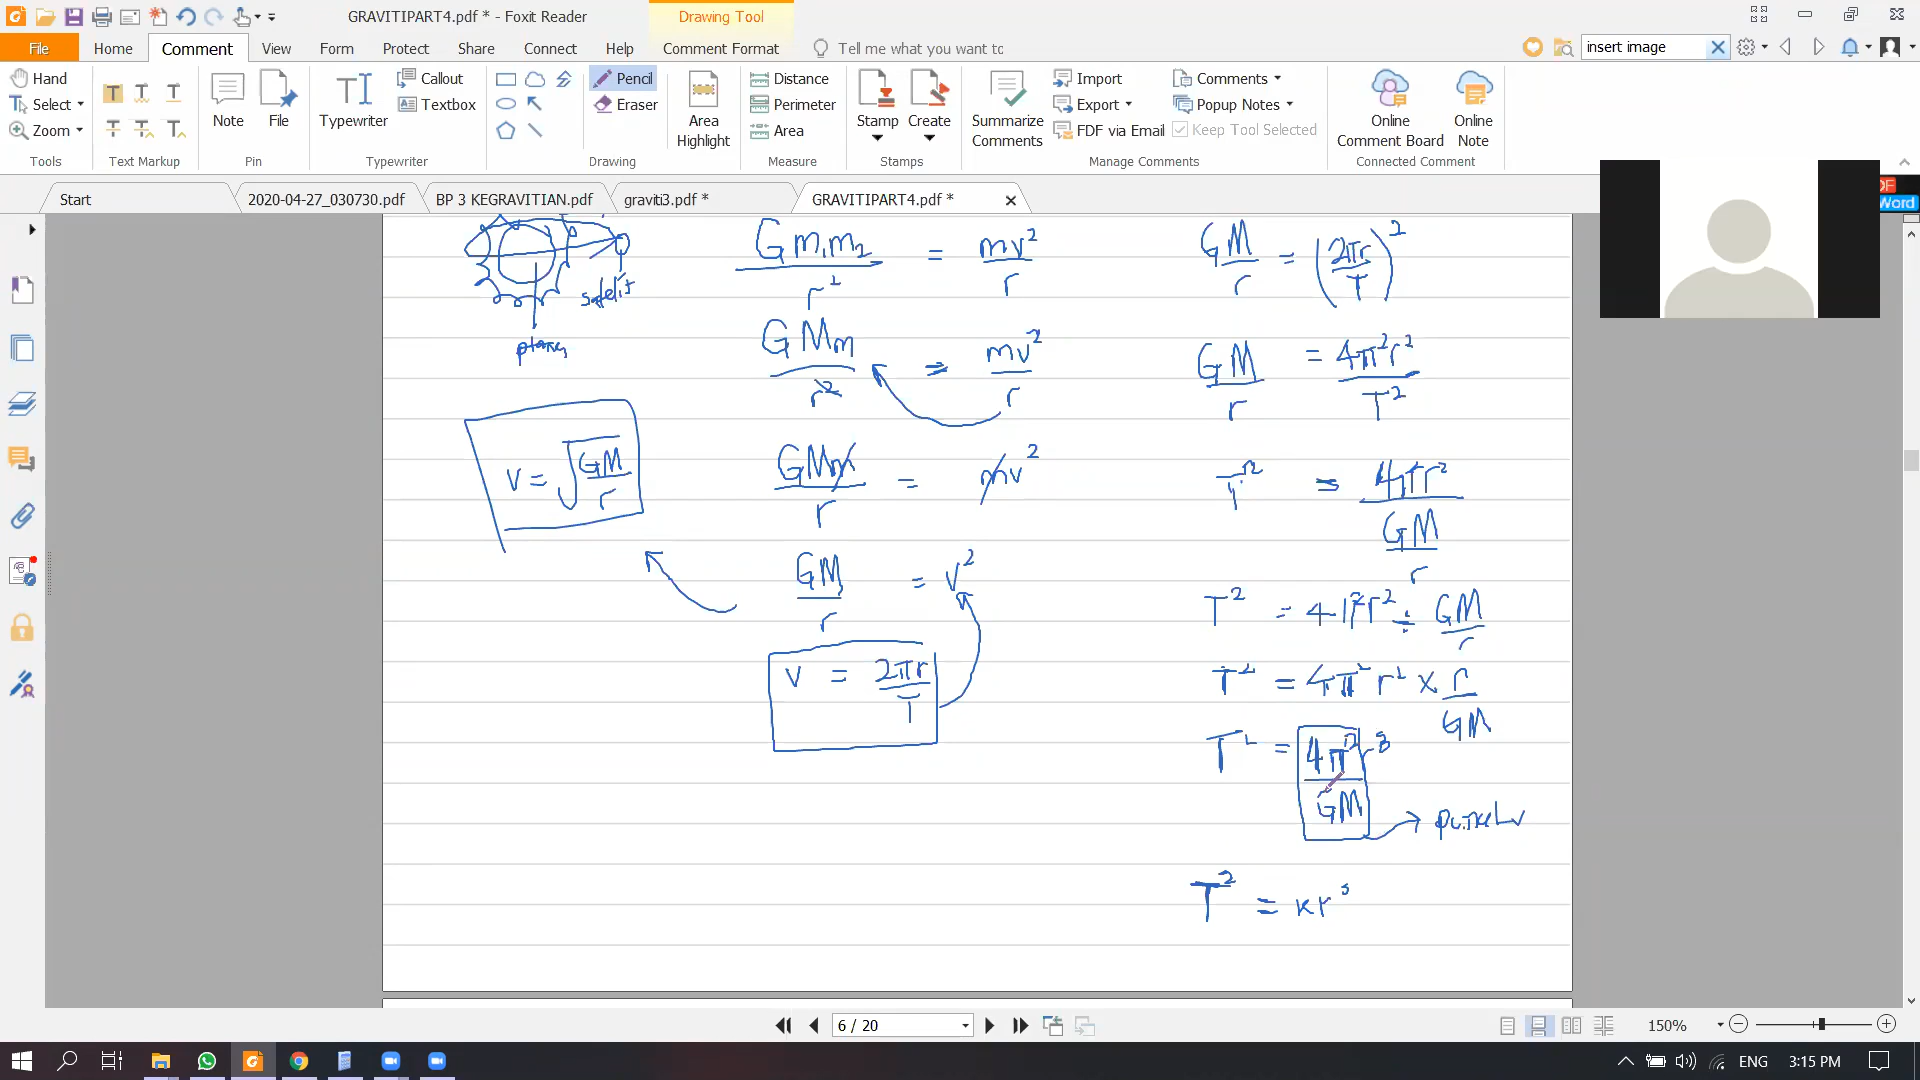 GRAVITIPART4.pdf * - Foxit Reader
Drawing Tool
File Home Comment View Form Protect Share Connect Help Comment Format Tell me what you want to
insert image
Hand
Select
Zoom
Tools
Text Markup
Note
File
Pin
Typewriter
Callout
Textbox
Typewriter
Pencil
Eraser
Drawing
Area Highlight
Distance
Perimeter
Area
Measure
Stamp
Create
Stamps
Summarize Comments
Import
Export
FDF via Email
Comments
Popup Notes
Keep Tool Selected
Manage Comments
Online Comment Board
Online Note
Connected Comment
Start
2020-04-27_030730.pdf
BP 3 KEGRAVITIAN.pdf
graviti3.pdf *
GRAVITIPART4.pdf *
Word
satelit
G m₁m₂ / r² = mv² / r
GMm / r² = mv² / r
GMm / r = mv²
GM / r = v²
v = 2πr / T
v = √(GM / r)
GM / r = (2πr / T)²
GM / r = 4π²r² / T²
T² = 4π²r² ÷ GM / r
T² = 4π² r² × r / GM
T² = 4π² r³ / GM
T² = kr³
6 / 20
150%
ENG 3:15 PM